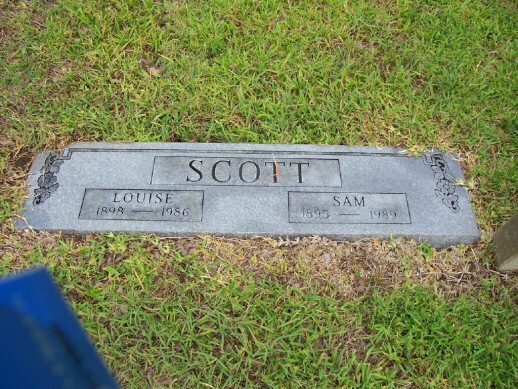 SCOTT
LOUISE
1898 — 1986
SAM
1895 — 1989